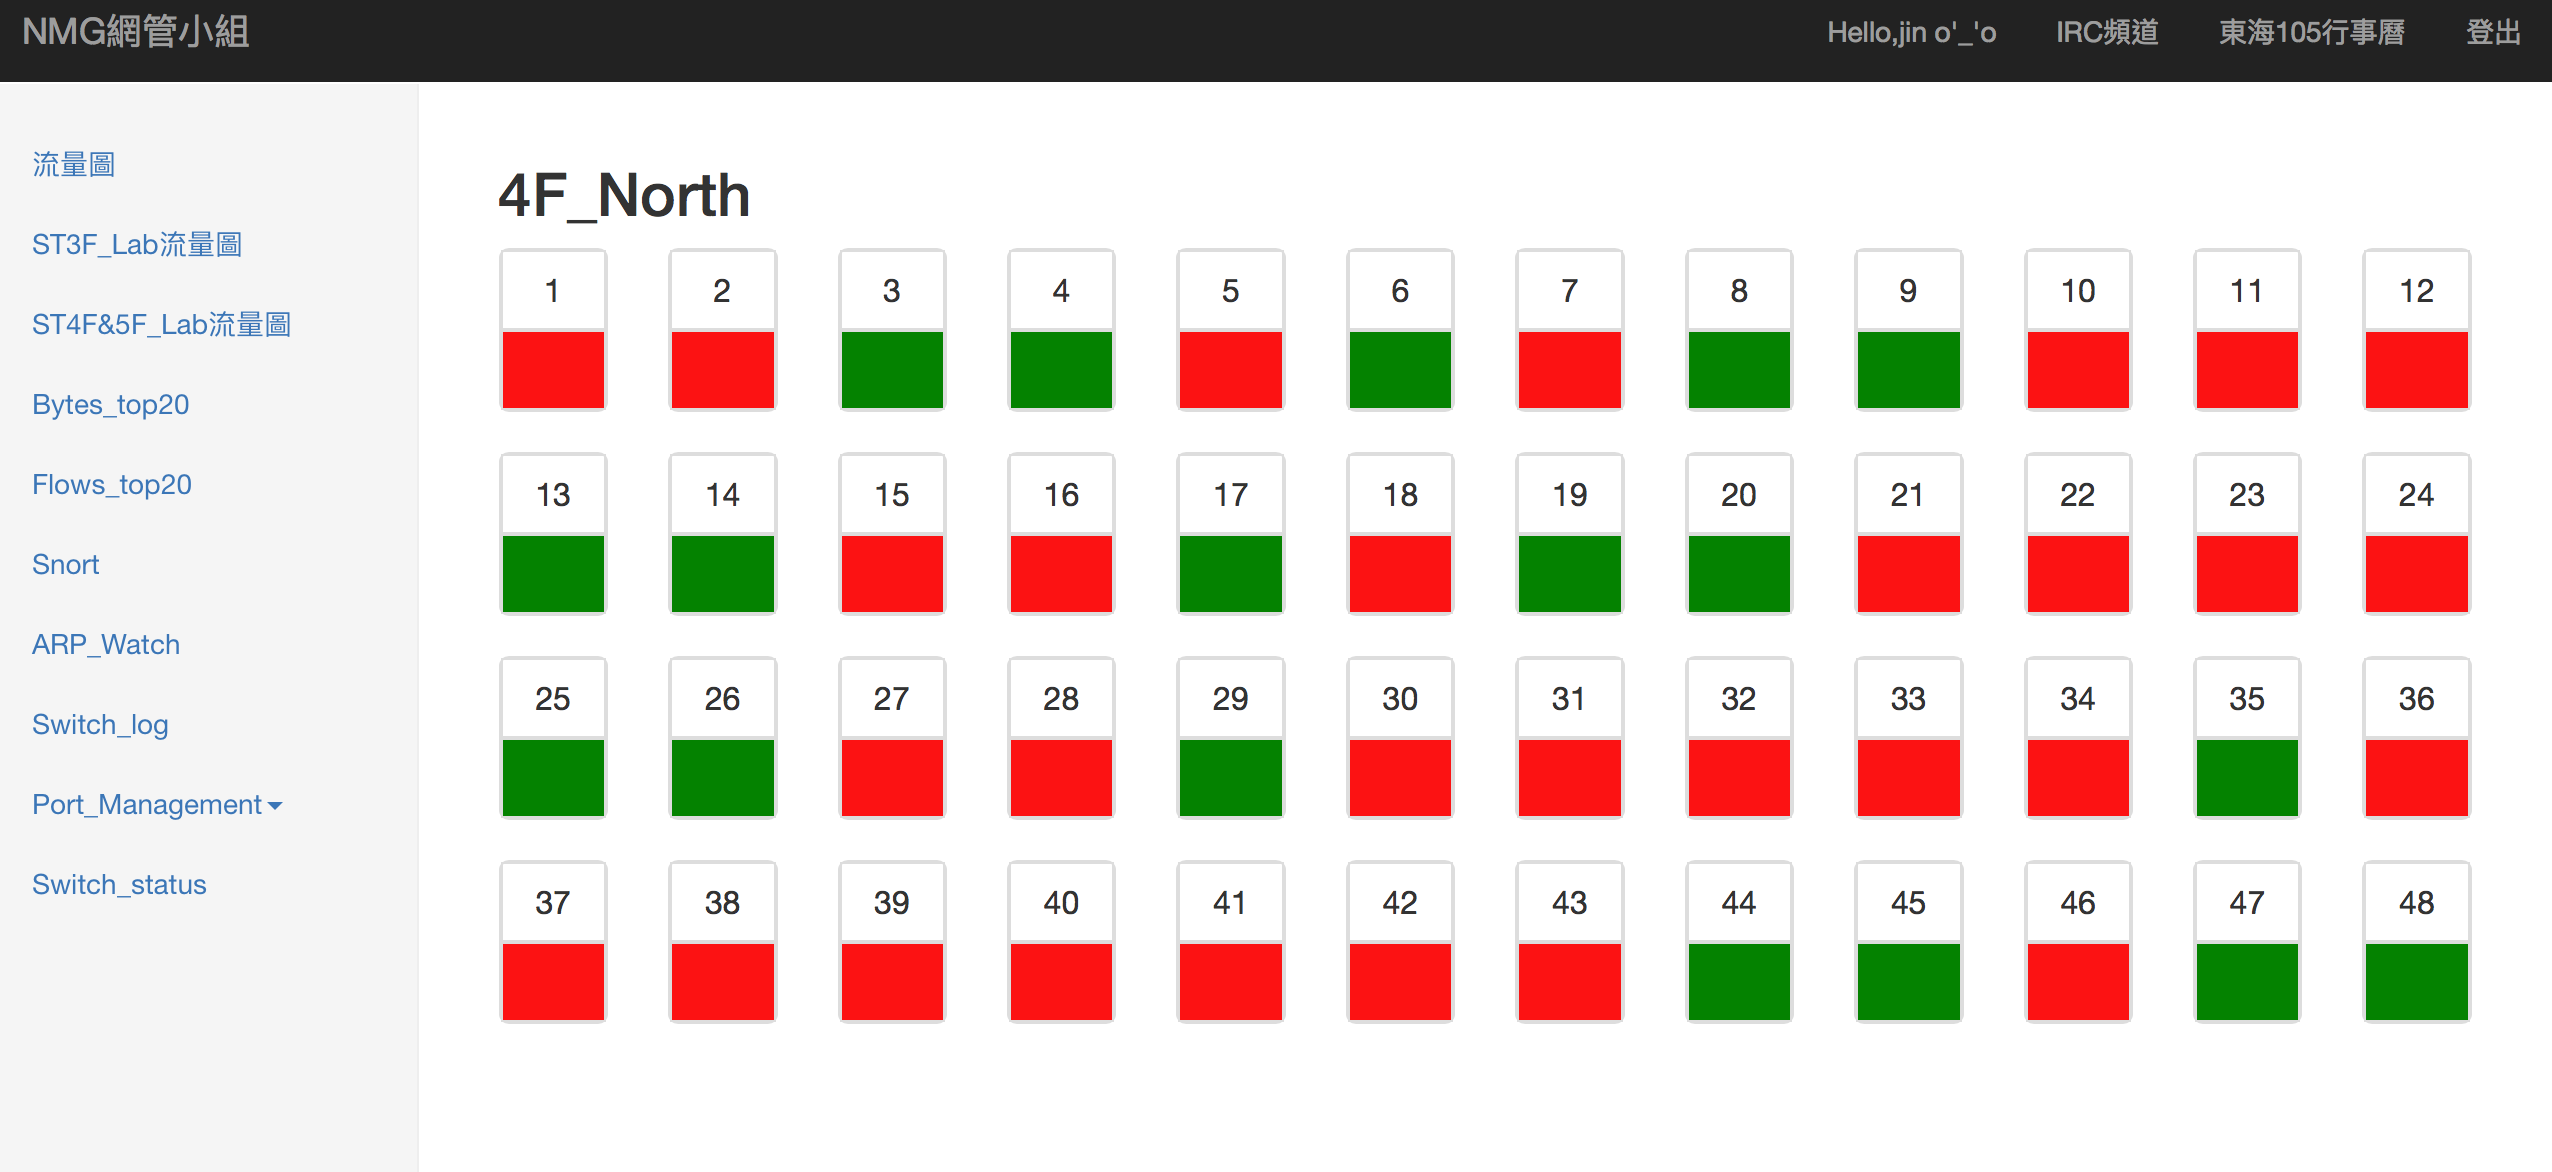 NMG網管小組
Hello,jin o'_'o
IRC頻道
東海105行事曆
登出
流量圖
ST3F_Lab流量圖
ST4F&5F_Lab流量圖
Bytes_top20
Flows_top20
Snort
ARP_Watch
Switch_log
Port_Management
Switch_status
4F_North
1 2 3 4 5 6 7 8 9 10 11 12
13 14 15 16 17 18 19 20 21 22 23 24
25 26 27 28 29 30 31 32 33 34 35 36
37 38 39 40 41 42 43 44 45 46 47 48